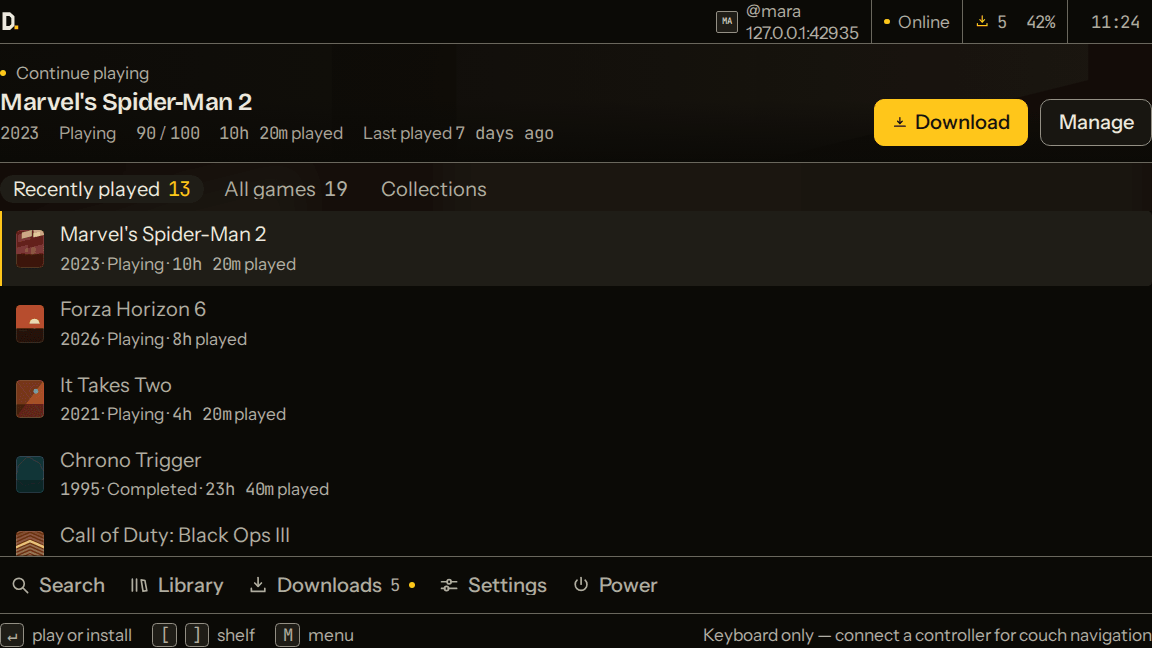 D.
MA
@mara
127.0.0.1:42935
Online
5 42%
11:24
Continue playing
Marvel's Spider-Man 2
2023 Playing 90 / 100 10h 20m played Last played 7 days ago
Download
Manage
Recently played 13 All games 19 Collections
Marvel's Spider-Man 2
2023 · Playing · 10h 20m played
Forza Horizon 6
2026 · Playing · 8h played
It Takes Two
2021 · Playing · 4h 20m played
Chrono Trigger
1995 · Completed · 23h 40m played
Call of Duty: Black Ops III
Search Library Downloads 5 Settings Power
↵ play or install [ ] shelf M menu
Keyboard only — connect a controller for couch navigation